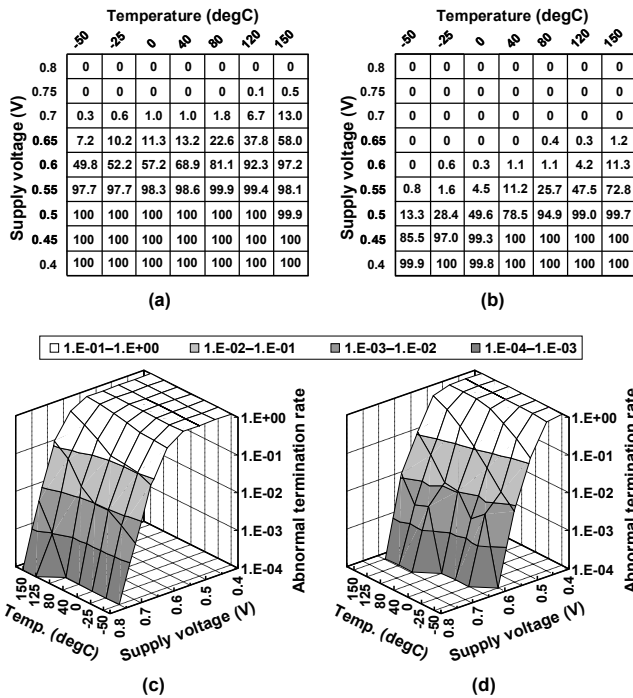 Temperature (degC)
-50 -25 0 40 80 120 150
Supply voltage (V)
0.8 0 0 0 0 0 0 0
0.75 0 0 0 0 0 0.1 0.5
0.7 0.3 0.6 1.0 1.0 1.8 6.7 13.0
0.65 7.2 10.2 11.3 13.2 22.6 37.8 58.0
0.6 49.8 52.2 57.2 68.9 81.1 92.3 97.2
0.55 97.7 97.7 98.3 98.6 99.9 99.4 98.1
0.5 100 100 100 100 100 100 99.9
0.45 100 100 100 100 100 100 100
0.4 100 100 100 100 100 100 100
(a)
Temperature (degC)
-50 -25 0 40 80 120 150
Supply voltage (V)
0.8 0 0 0 0 0 0 0
0.75 0 0 0 0 0 0 0
0.7 0 0 0 0 0 0 0
0.65 0 0 0 0 0.4 0.3 1.2
0.6 0 0.6 0.3 1.1 1.1 4.2 11.3
0.55 0.8 1.6 4.5 11.2 25.7 47.5 72.8
0.5 13.3 28.4 49.6 78.5 94.9 99.0 99.7
0.45 85.5 97.0 99.3 100 100 100 100
0.4 99.9 100 99.8 100 100 100 100
(b)
1.E-01–1.E+00 1.E-02–1.E-01 1.E-03–1.E-02 1.E-04–1.E-03
1.E+00
1.E-01
1.E-02
1.E-03
1.E-04
Abnormal termination rate
150 125 80 40 0 -25 -50
Temp. (degC)
0.8 0.7 0.6 0.5 0.4
Supply voltage (V)
(c)
1.E+00
1.E-01
1.E-02
1.E-03
1.E-04
Abnormal termination rate
150 125 80 40 0 -25 -50
Temp. (degC)
0.8 0.7 0.6 0.5 0.4
Supply voltage (V)
(d)